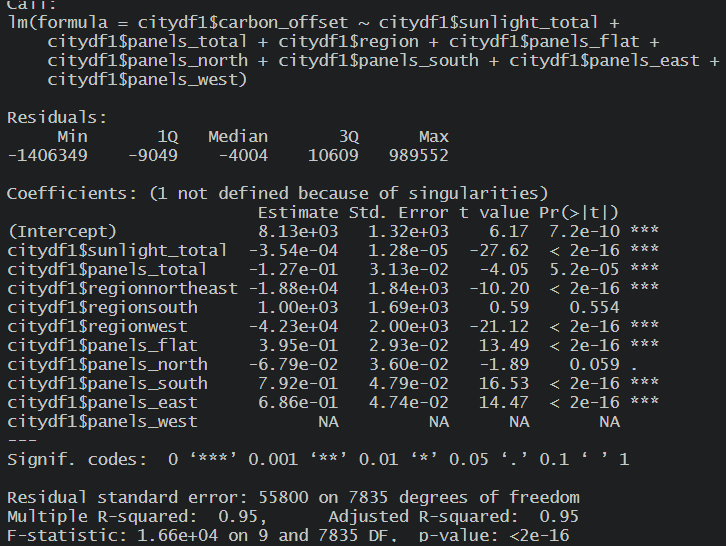 Call:
lm(formula = citydf1$carbon_offset ~ citydf1$sunlight_total +
    citydf1$panels_total + citydf1$region + citydf1$panels_flat +
    citydf1$panels_north + citydf1$panels_south + citydf1$panels_east +
    citydf1$panels_west)

Residuals:
     Min       1Q   Median       3Q      Max
-1406349    -9049    -4004    10609   989552

Coefficients: (1 not defined because of singularities)
                         Estimate Std. Error t value Pr(>|t|)
(Intercept)              8.13e+03   1.32e+03    6.17  7.2e-10 ***
citydf1$sunlight_total  -3.54e-04   1.28e-05  -27.62  < 2e-16 ***
citydf1$panels_total    -1.27e-01   3.13e-02   -4.05  5.2e-05 ***
citydf1$regionnortheast -1.88e+04   1.84e+03  -10.20  < 2e-16 ***
citydf1$regionsouth      1.00e+03   1.69e+03    0.59    0.554
citydf1$regionwest      -4.23e+04   2.00e+03  -21.12  < 2e-16 ***
citydf1$panels_flat      3.95e-01   2.93e-02   13.49  < 2e-16 ***
citydf1$panels_north    -6.79e-02   3.60e-02   -1.89    0.059 .
citydf1$panels_south     7.92e-01   4.79e-02   16.53  < 2e-16 ***
citydf1$panels_east      6.86e-01   4.74e-02   14.47  < 2e-16 ***
citydf1$panels_west            NA         NA      NA       NA
---
Signif. codes:  0 ‘***’ 0.001 ‘**’ 0.01 ‘*’ 0.05 ‘.’ 0.1 ‘ ’ 1

Residual standard error: 55800 on 7835 degrees of freedom
Multiple R-squared:  0.95,	Adjusted R-squared:  0.95
F-statistic: 1.66e+04 on 9 and 7835 DF,  p-value: <2e-16